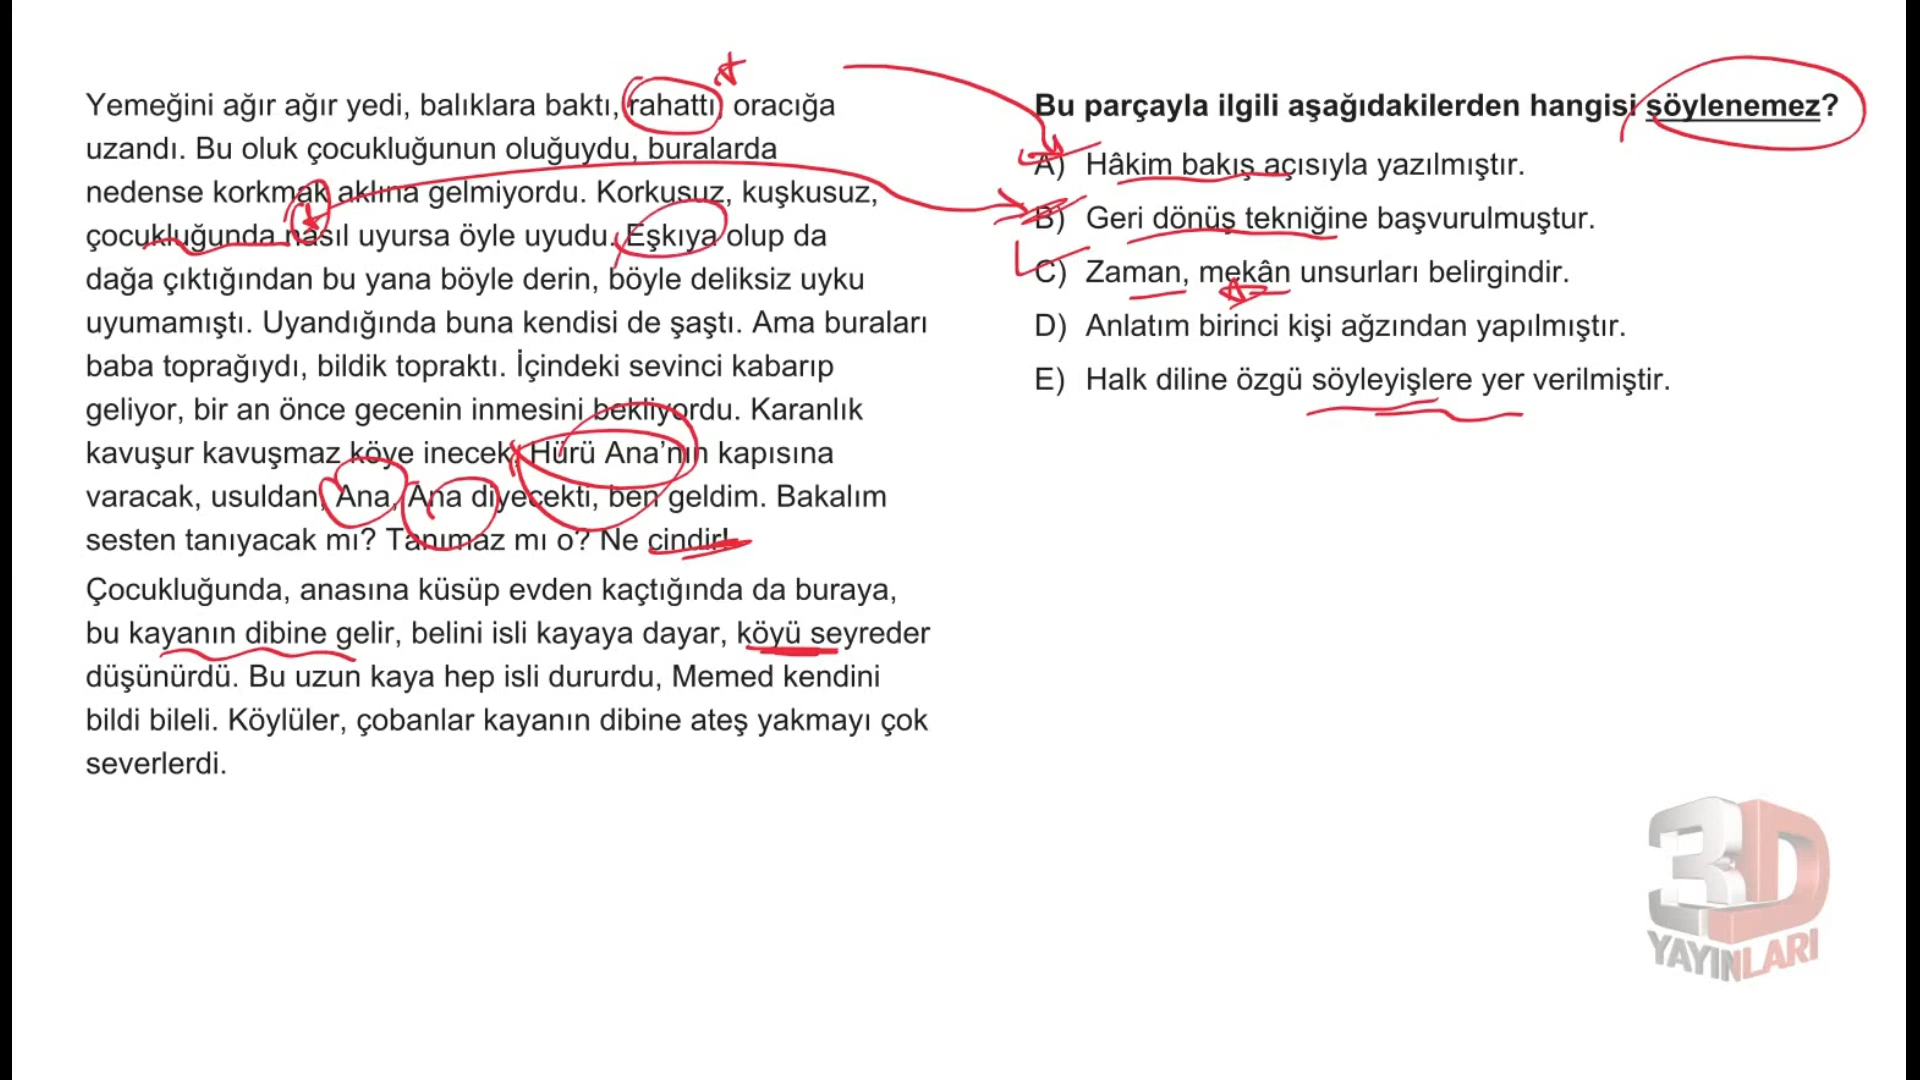 Yemeğini ağır ağır yedi, balıklara baktı, rahattı, oracığa
uzandı. Bu oluk çocukluğunun oluğuydu, buralarda
nedense korkmak aklına gelmiyordu. Korkusuz, kuşkusuz,
çocukluğunda nasıl uyursa öyle uyudu. Eşkıya olup da
dağa çıktığından bu yana böyle derin, böyle deliksiz uyku
uyumamıştı. Uyandığında buna kendisi de şaştı. Ama buraları
baba toprağıydı, bildik topraktı. İçindeki sevinci kabarıp
geliyor, bir an önce gecenin inmesini bekliyordu. Karanlık
kavuşur kavuşmaz köye inecek, Hürü Ana’nın kapısına
varacak, usuldan, Ana, Ana diyecekti, ben geldim. Bakalım
sesten tanıyacak mı? Tanımaz mı o? Ne cindir!
Çocukluğunda, anasına küsüp evden kaçtığında da buraya,
bu kayanın dibine gelir, belini isli kayaya dayar, köyü seyreder
düşünürdü. Bu uzun kaya hep isli dururdu, Memed kendini
bildi bileli. Köylüler, çobanlar kayanın dibine ateş yakmayı çok
severlerdi.
Bu parçayla ilgili aşağıdakilerden hangisi söylenemez?
A) Hâkim bakış açısıyla yazılmıştır.
B) Geri dönüş tekniğine başvurulmuştur.
C) Zaman, mekân unsurları belirgindir.
D) Anlatım birinci kişi ağzından yapılmıştır.
E) Halk diline özgü söyleyişlere yer verilmiştir.
3D
YAYINLARI